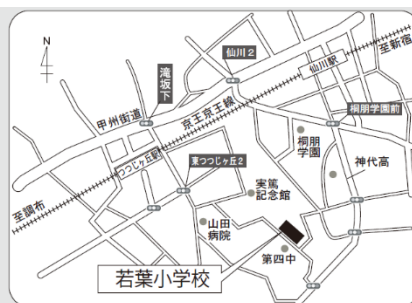 N
仙川2
至新宿
滝坂下
仙川駅
甲州街道
京王京王線
桐朋学園前
桐朋
学園
つつじヶ丘駅
東つつじヶ丘2
神代高
実篤
記念館
至調布
山田
病院
第四中
若葉小学校